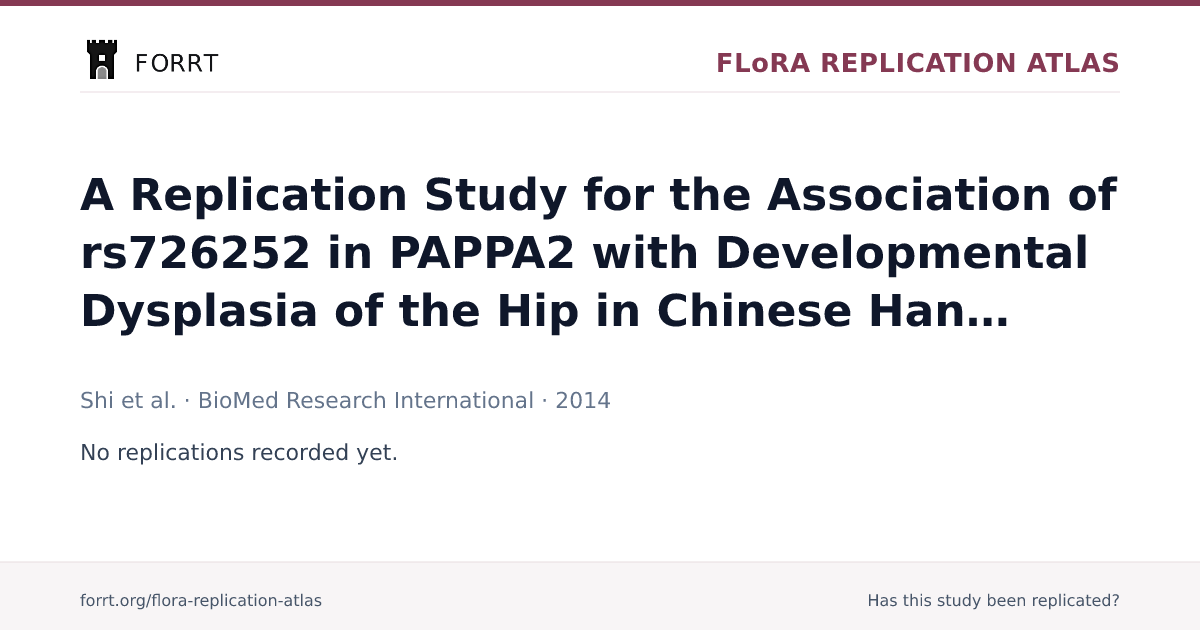 FORRT
FLoRA REPLICATION ATLAS
A Replication Study for the Association of
rs726252 in PAPPA2 with Developmental
Dysplasia of the Hip in Chinese Han…
Shi et al. · BioMed Research International · 2014
No replications recorded yet.
forrt.org/flora-replication-atlas
Has this study been replicated?